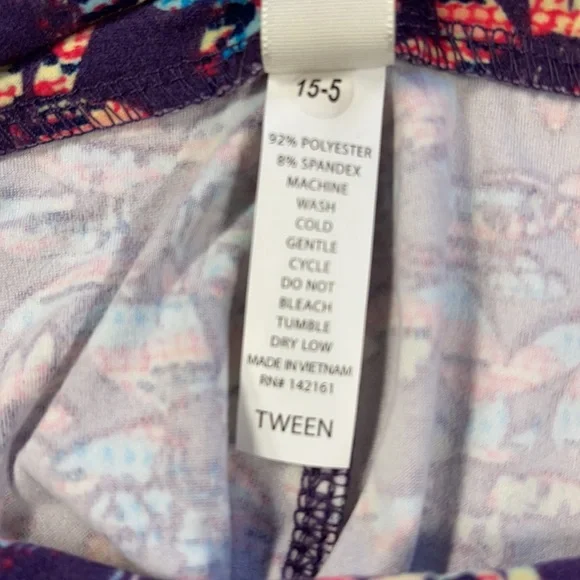 15-5
92% POLYESTER
8% SPANDEX
MACHINE
WASH
COLD
GENTLE
CYCLE
DO NOT
BLEACH
TUMBLE
DRY LOW
MADE IN VIETNAM
RN# 142161
TWEEN